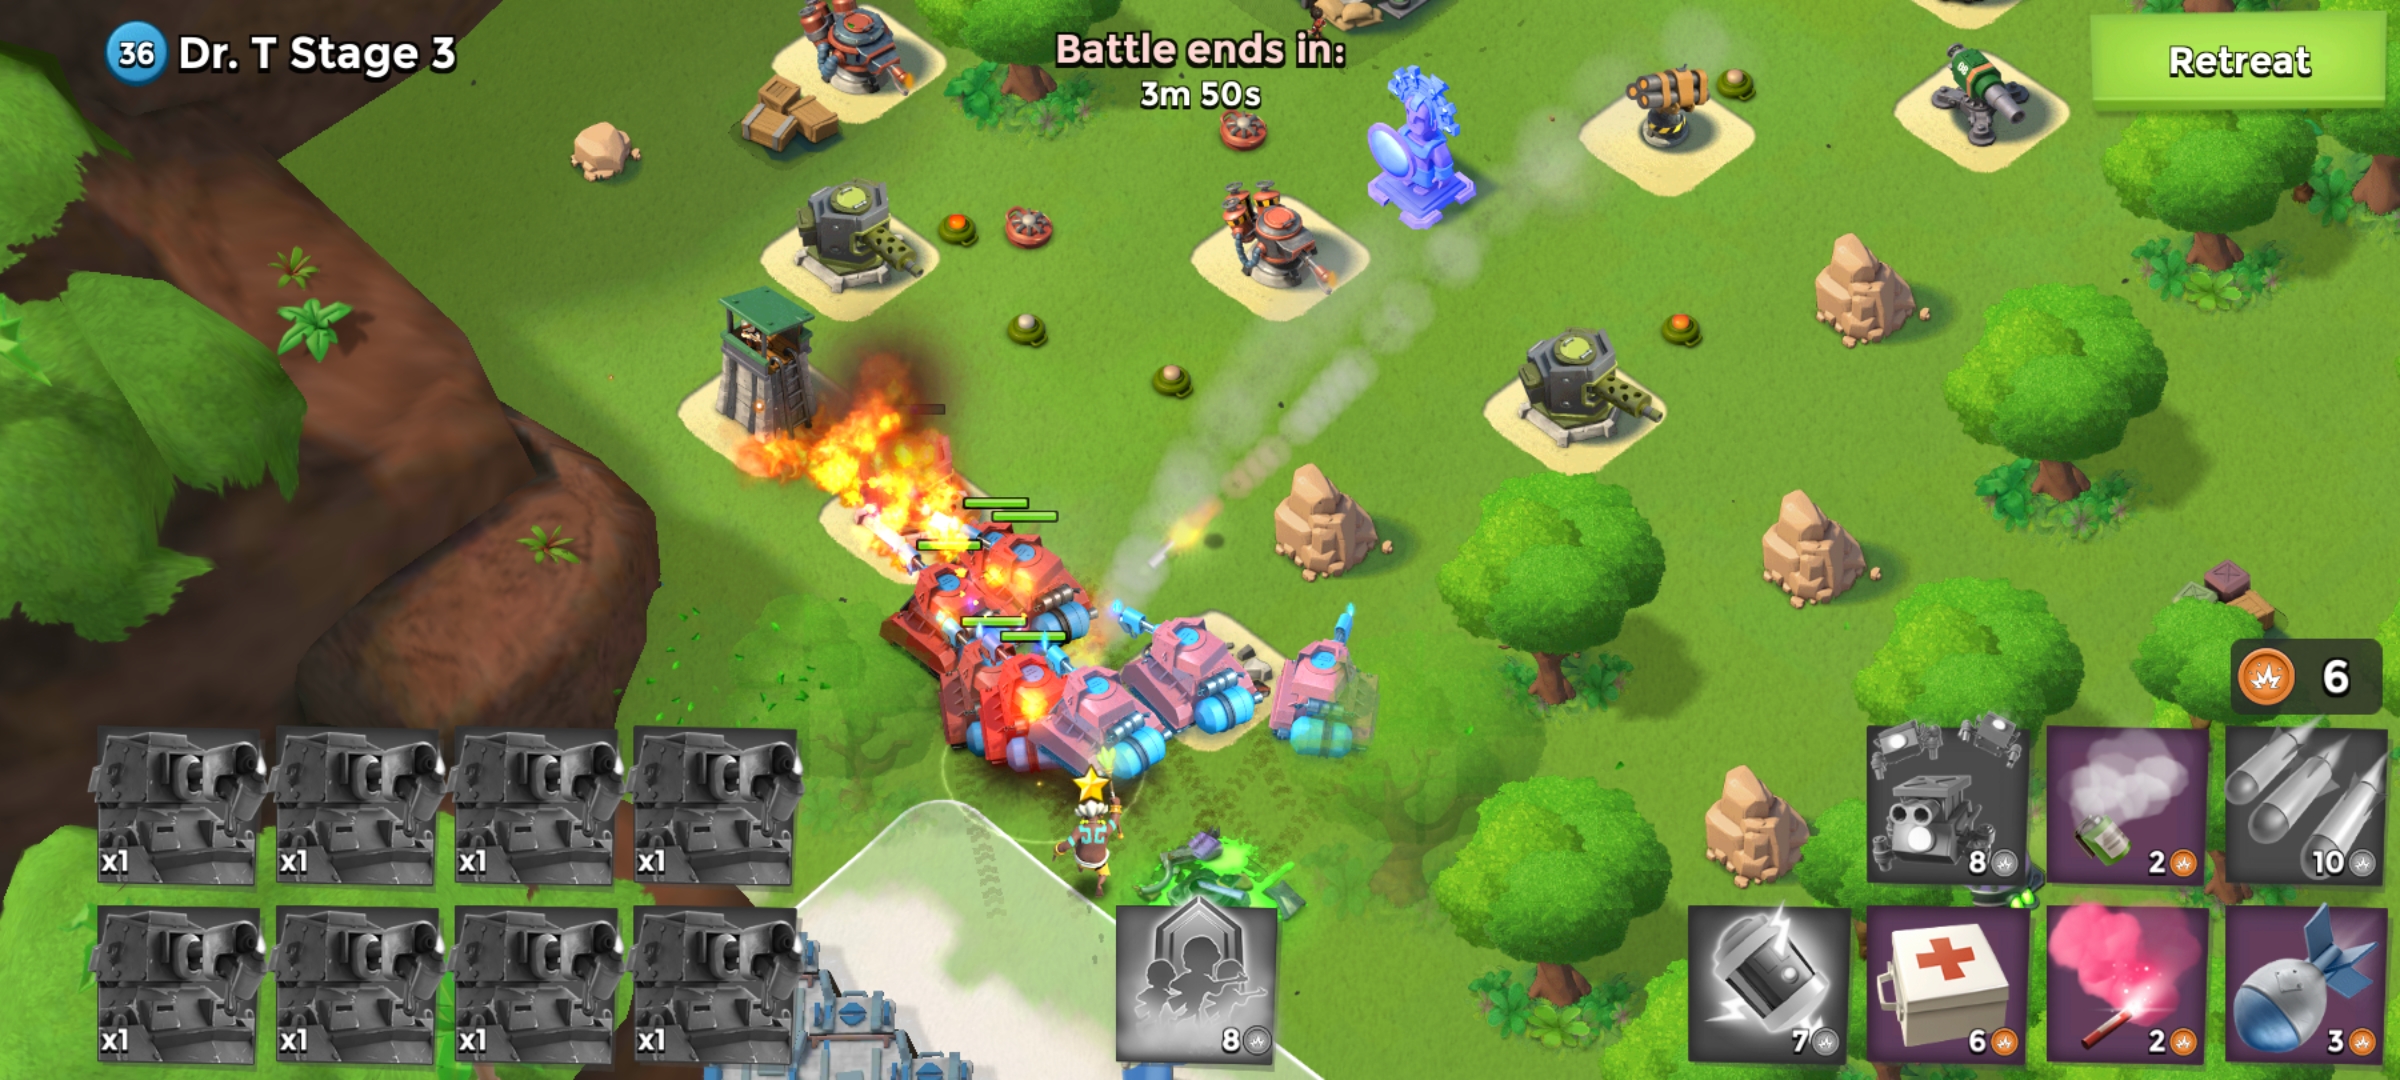 36 Dr. T Stage 3
Battle ends in:
3m 50s
Retreat
6
x1 x1 x1 x1
8 2 10
x1 x1 x1 x1
8 7 6 2 3